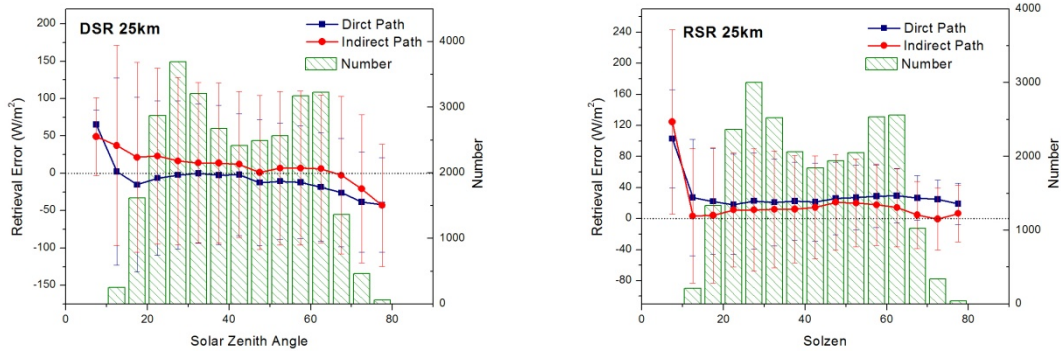 DSR 25km
Dirct Path
Indirect Path
Number
200
150
100
50
0
-50
-100
-150
Retrieval Error (W/m²)
4000
3000
2000
1000
0
Number
0 20 40 60 80
Solar Zenith Angle
RSR 25km
Dirct Path
Indirect Path
Number
240
200
160
120
80
40
0
-40
-80
Retrieval Error (W/m²)
4000
3000
2000
1000
0
Number
0 20 40 60 80
Solzen